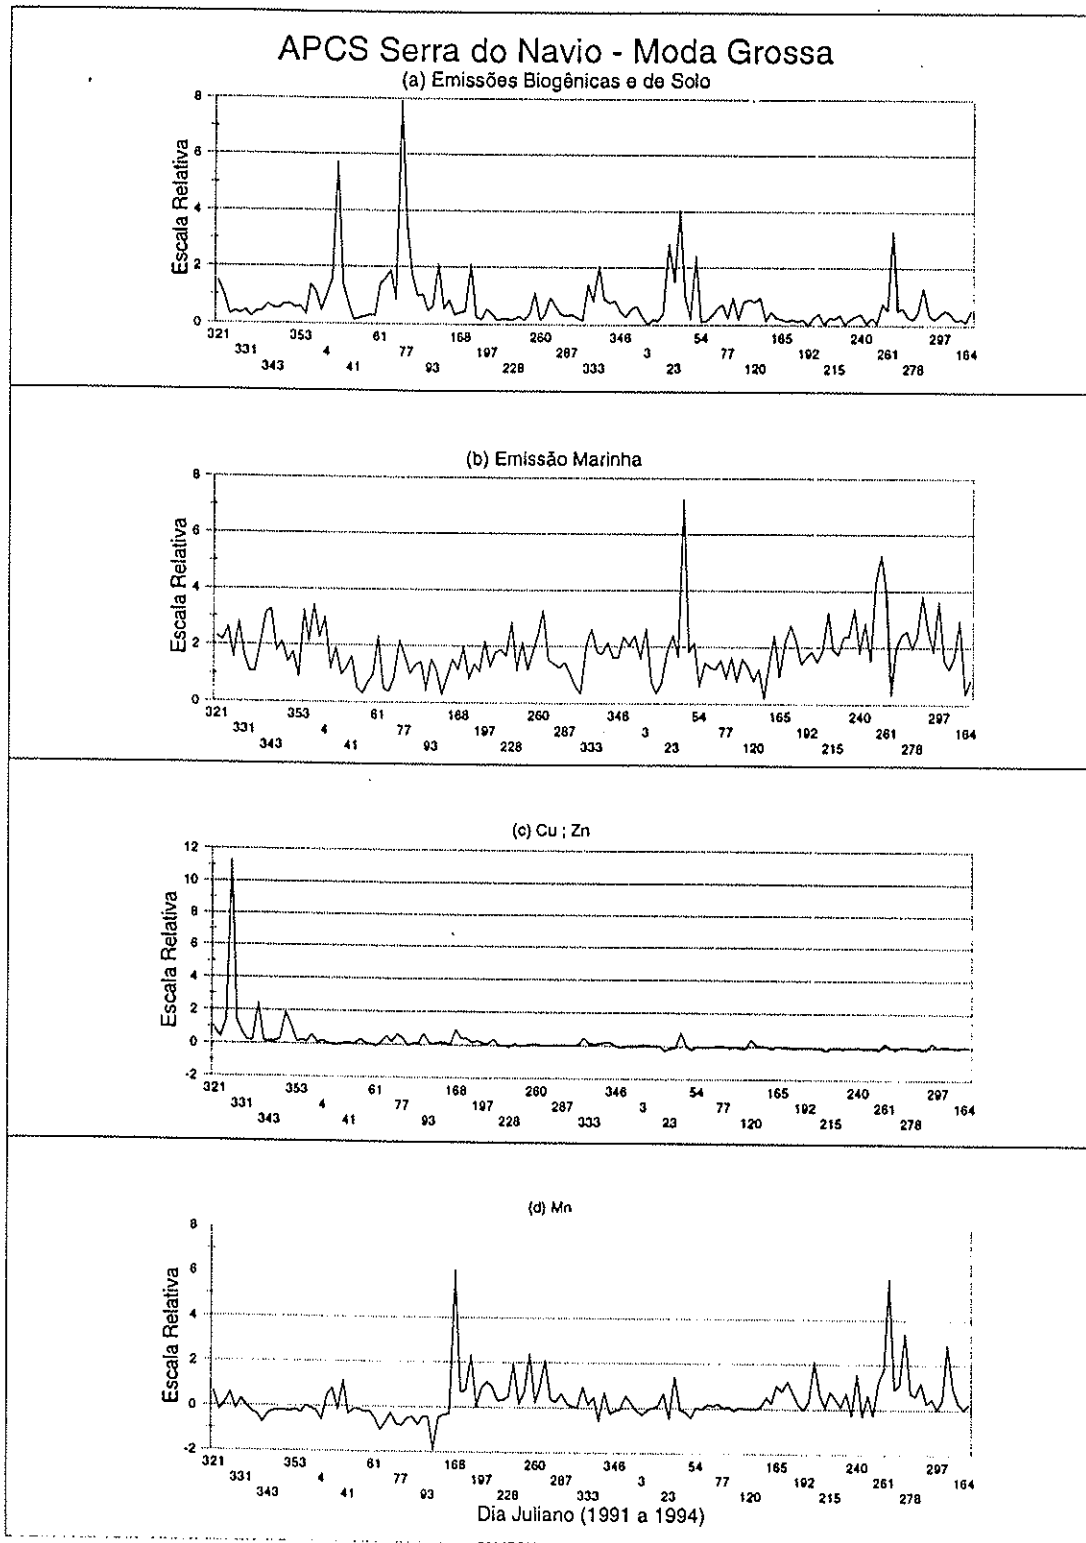 APCS Serra do Navio - Moda Grossa
(a) Emissões Biogênicas e de Solo
Escala Relativa
8
6
4
2
0
321 353 61 168 260 346 54 165 240 297
331 4 77 197 287 3 77 192 261 164
343 41 93 228 333 23 120 215 278
(b) Emissão Marinha
Escala Relativa
8
6
4
2
0
321 353 61 168 260 346 54 165 240 297
331 4 77 197 287 3 77 192 261 164
343 41 93 228 333 23 120 215 278
(c) Cu ; Zn
Escala Relativa
12
10
8
6
4
2
0
-2
321 353 61 168 260 346 54 165 240 297
331 4 77 197 287 3 77 192 261 164
343 41 93 228 333 23 120 215 278
(d) Mn
Escala Relativa
8
6
4
2
0
-2
321 353 61 168 260 346 54 165 240 297
331 4 77 197 287 3 77 192 261 164
343 41 93 228 333 23 120 215 278
Dia Juliano (1991 a 1994)